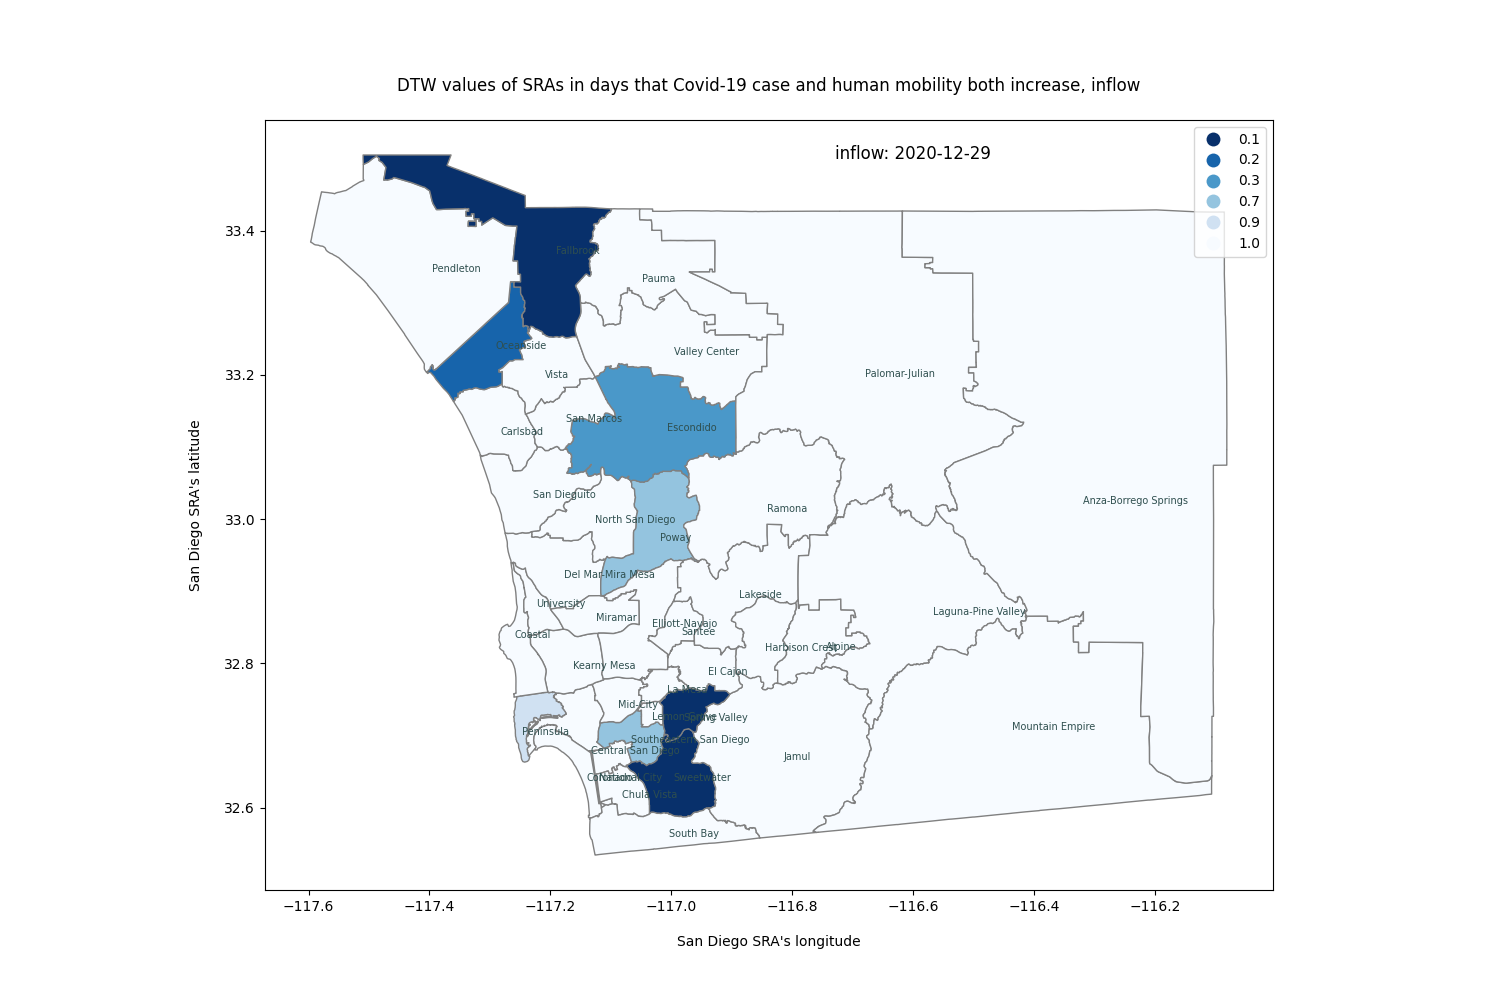 DTW values of SRAs in days that Covid-19 case and human mobility both increase, inflow
inflow: 2020-12-29
0.1
0.2
0.3
0.7
0.9
1.0
33.4
33.2
33.0
32.8
32.6
San Diego SRA's latitude
Fallbrook
Pendleton
Pauma
Oceanside
Valley Center
Vista
Palomar-Julian
San Marcos
Escondido
Carlsbad
San Dieguito
Anza-Borrego Springs
Ramona
North San Diego
Poway
Del Mar-Mira Mesa
Lakeside
University
Miramar
Laguna-Pine Valley
Elliott-Navajo
Santee
Coastal
Harbison Crest
Alpine
Kearny Mesa
El Cajon
La Mesa
Mid-City
Lemon Grove
Spring Valley
Mountain Empire
Peninsula
Southeastern San Diego
Central San Diego
Jamul
Coronado
National City
Sweetwater
Chula Vista
South Bay
−117.6
−117.4
−117.2
−117.0
−116.8
−116.6
−116.4
−116.2
San Diego SRA's longitude